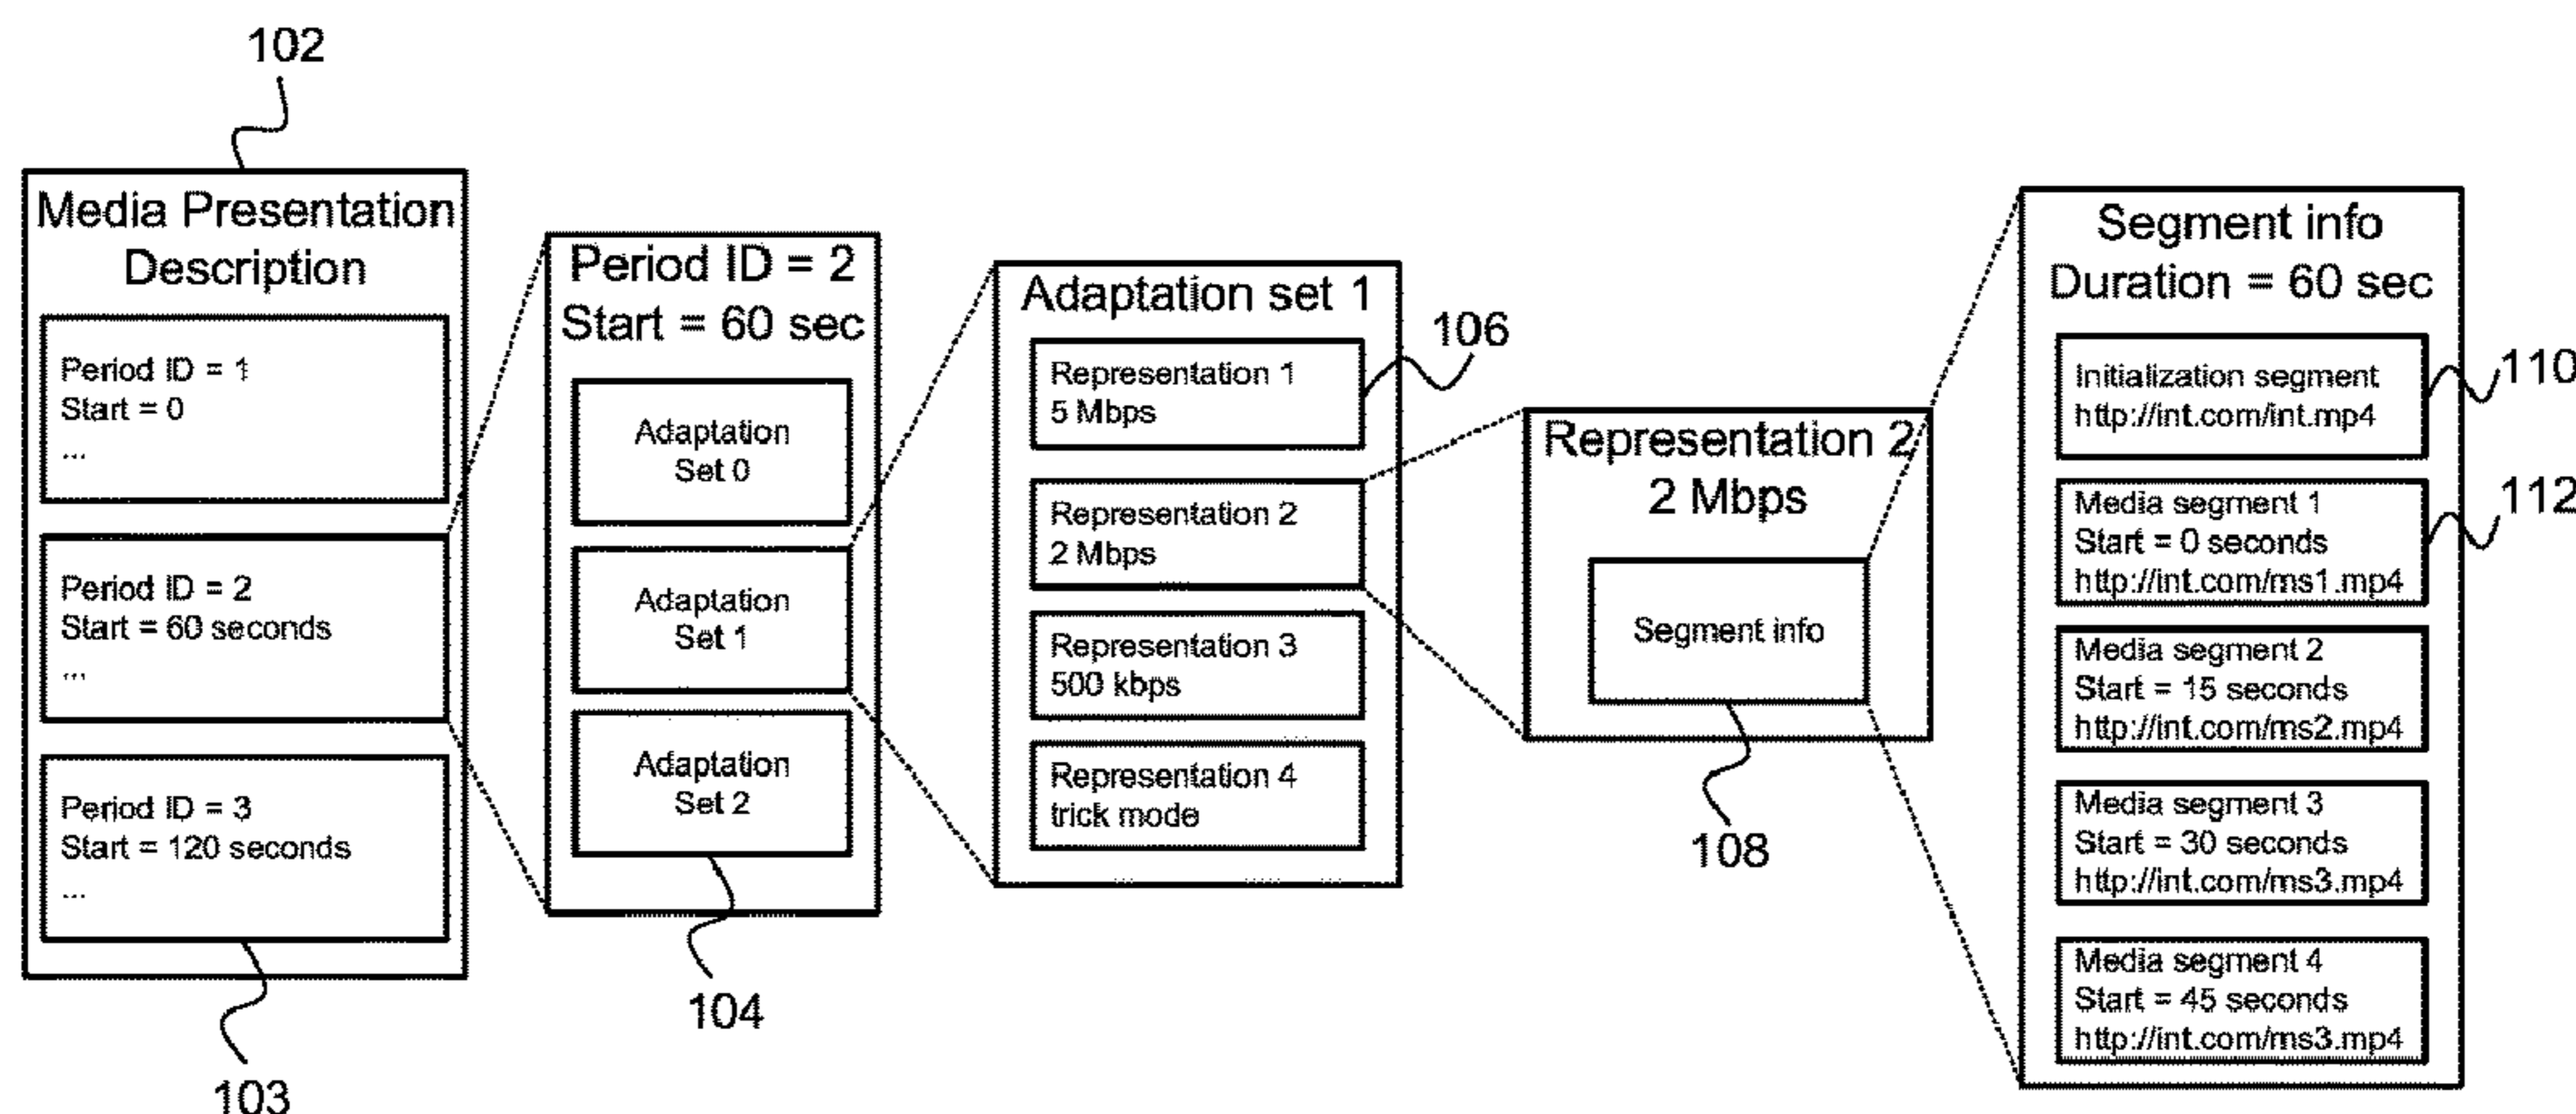 102
Media Presentation
Description
Period ID = 1
Start = 0
...
Period ID = 2
Start = 60 seconds
...
Period ID = 3
Start = 120 seconds
...
103
Period ID = 2
Start = 60 sec
Adaptation
Set 0
Adaptation
Set 1
Adaptation
Set 2
104
Adaptation set 1
Representation 1
5 Mbps
106
Representation 2
2 Mbps
Representation 3
500 kbps
Representation 4
trick mode
Representation 2
2 Mbps
Segment info
108
Segment info
Duration = 60 sec
Initialization segment
http://int.com/int.mp4
110
Media segment 1
Start = 0 seconds
http://int.com/ms1.mp4
112
Media segment 2
Start = 15 seconds
http://int.com/ms2.mp4
Media segment 3
Start = 30 seconds
http://int.com/ms3.mp4
Media segment 4
Start = 45 seconds
http://int.com/ms3.mp4